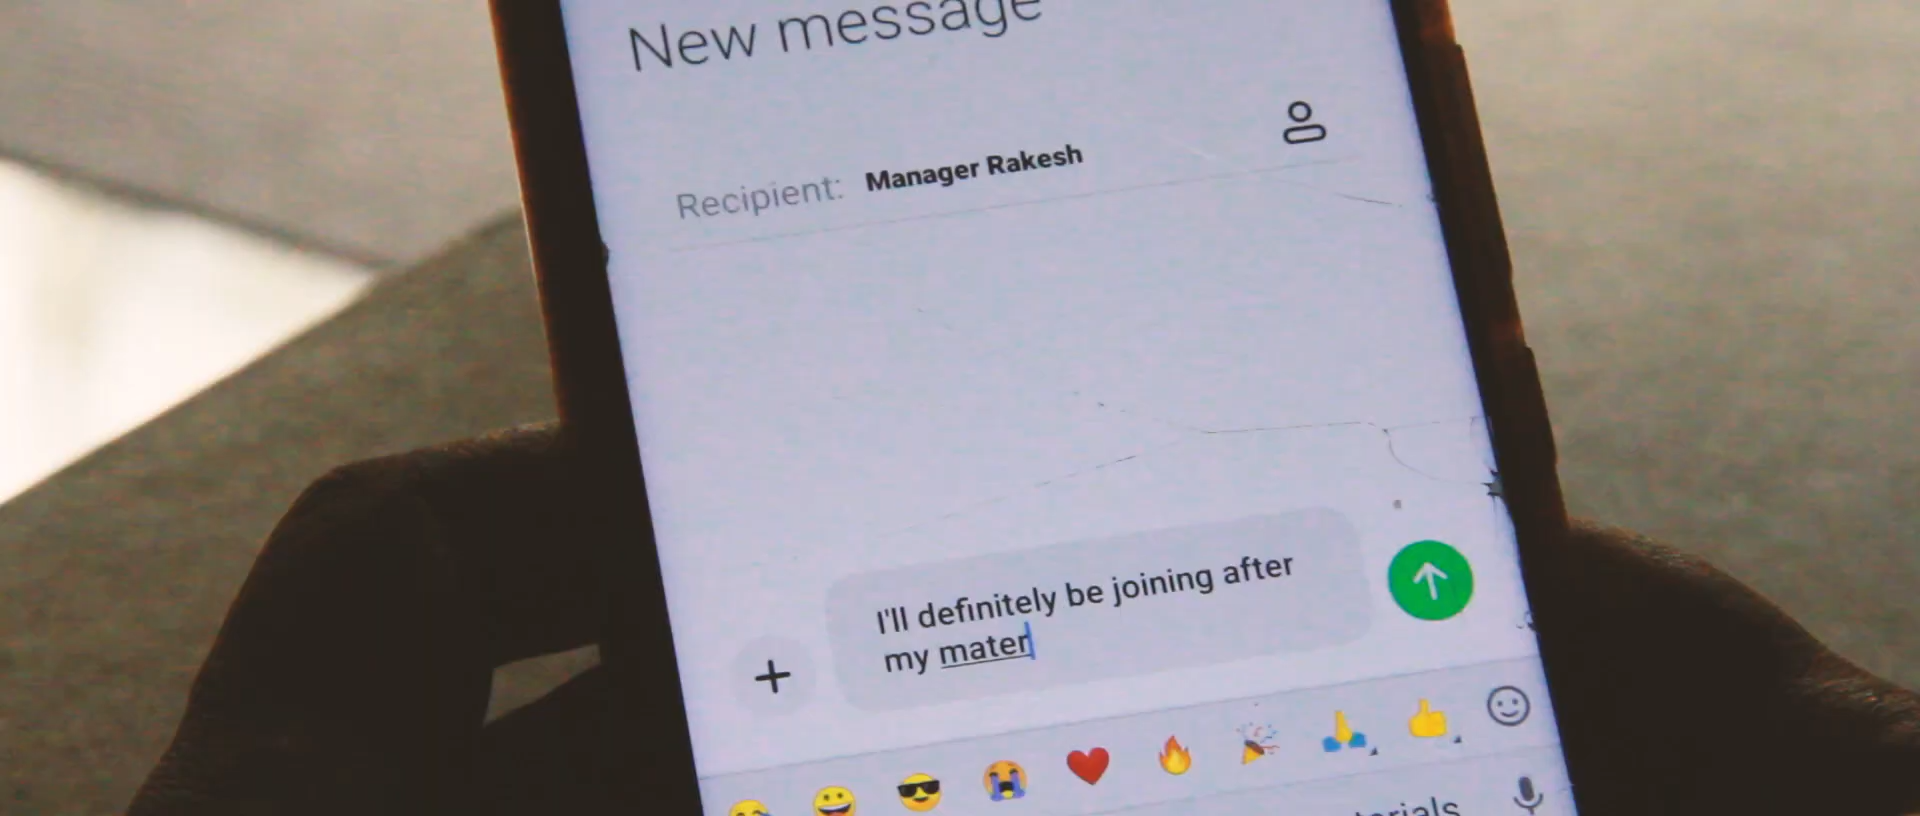 New message
Recipient: Manager Rakesh
I'll definitely be joining after
my mater